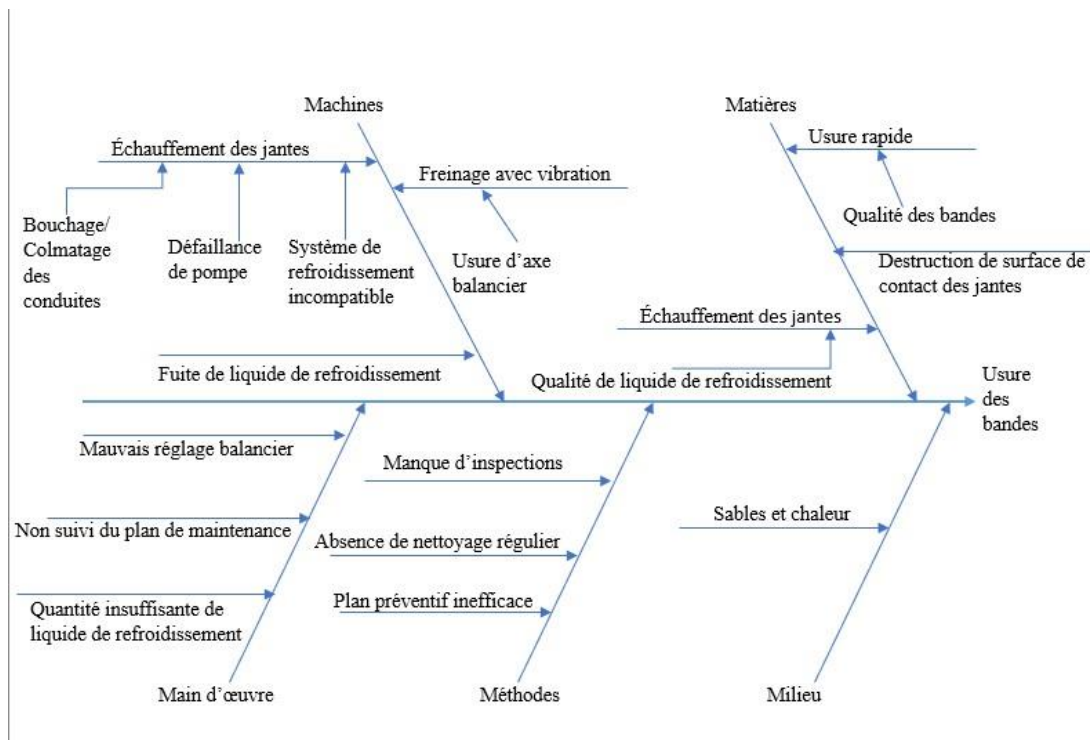 Machines
Matières
Échauffement des jantes
Usure rapide
Freinage avec vibration
Qualité des bandes
Bouchage/
Colmatage
des
conduites
Défaillance
de pompe
Système de
refroidissement
incompatible
Usure d’axe
balancier
Destruction de surface de
contact des jantes
Échauffement des jantes
Fuite de liquide de refroidissement
Qualité de liquide de refroidissement
Usure
des
bandes
Mauvais réglage balancier
Manque d’inspections
Sables et chaleur
Non suivi du plan de maintenance
Absence de nettoyage régulier
Plan préventif inefficace
Quantité insuffisante de
liquide de refroidissement
Main d’œuvre
Méthodes
Milieu